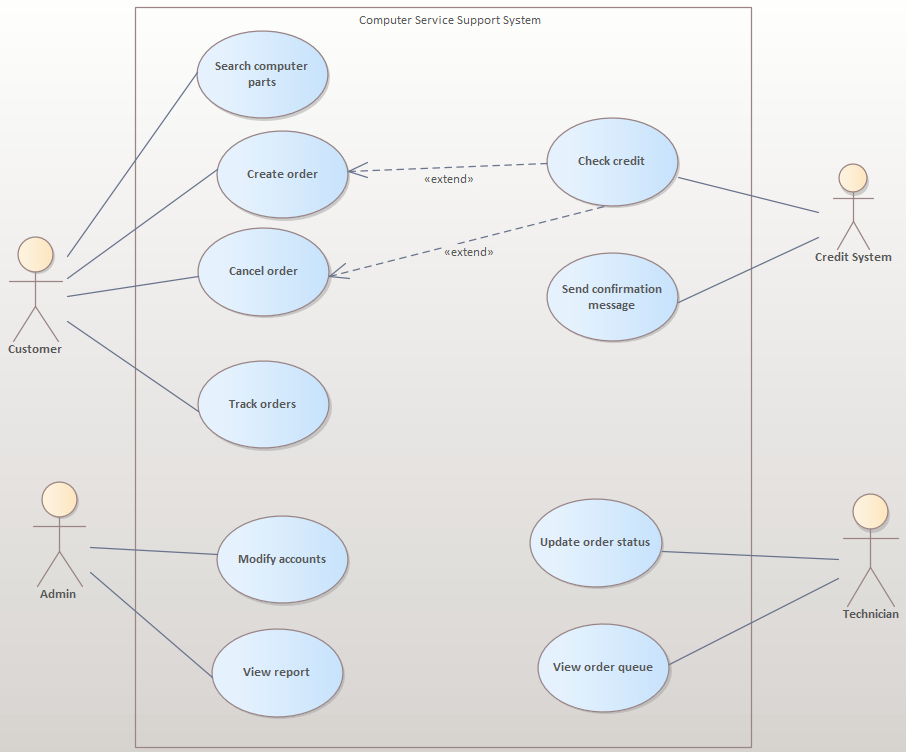 Computer Service Support System
Search computer
parts
Create order
Check credit
«extend»
Cancel order
«extend»
Credit System
Send confirmation
message
Customer
Track orders
Update order status
Modify accounts
Admin
Technician
View order queue
View report